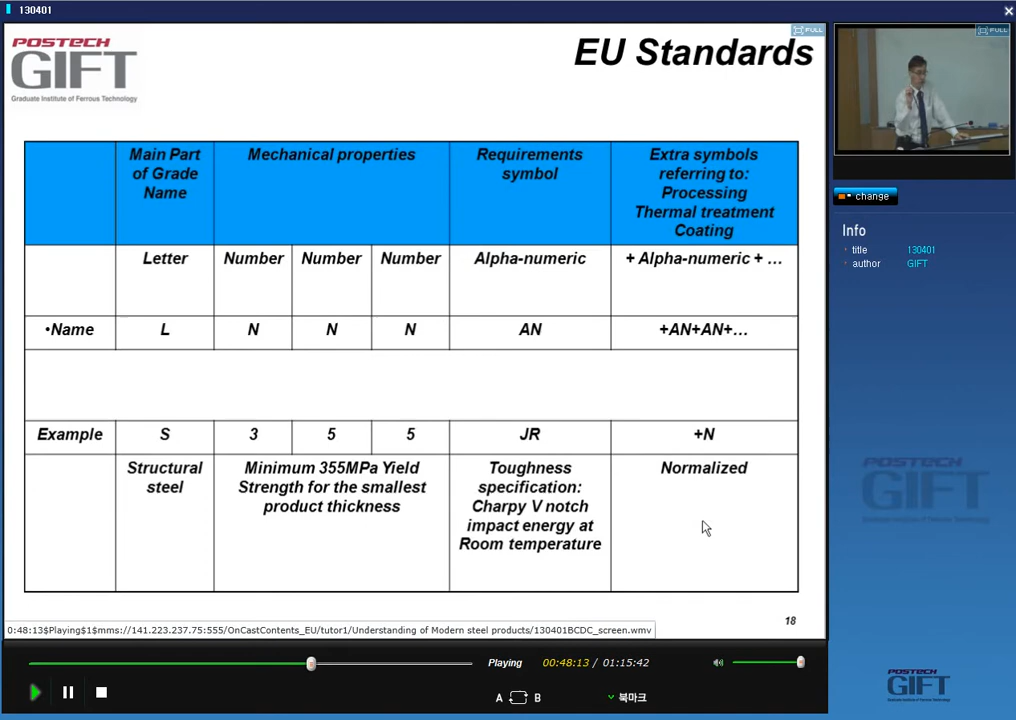 130401
POSTECH
GIFT
Graduate Institute of Ferrous Technology
FULL
EU Standards
Main Part
of Grade
Name
Mechanical properties
Requirements
symbol
Extra symbols
referring to:
Processing
Thermal treatment
Coating
Letter
Number
Number
Number
Alpha-numeric
+ Alpha-numeric + …
•Name
L
N
N
N
AN
+AN+AN+…
Example
S
3
5
5
JR
+N
Structural
steel
Minimum 355MPa Yield
Strength for the smallest
product thickness
Toughness
specification:
Charpy V notch
impact energy at
Room temperature
Normalized
18
0:48:13$Playing$1$mms://141.223.237.75:555/OnCastContents_EU/tutor1/Understanding of Modern steel products/130401BCDC_screen.wmv
Playing
00:48:13 / 01:15:42
A
B
북마크
FULL
change
Info
title
130401
author
GIFT
POSTECH
GIFT
POSTECH
GIFT